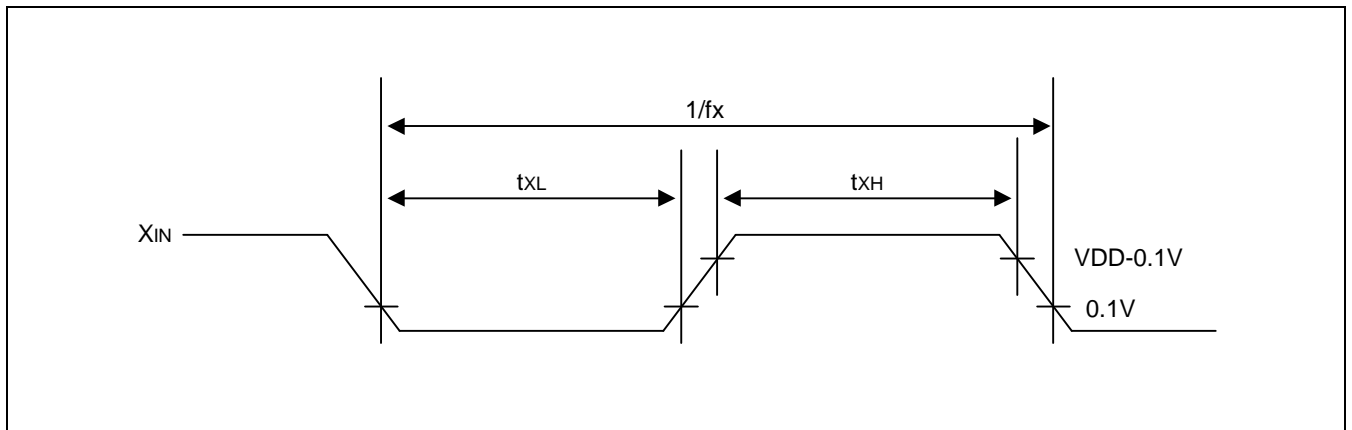 1/fx
tXL
tXH
XIN
VDD-0.1V
0.1V